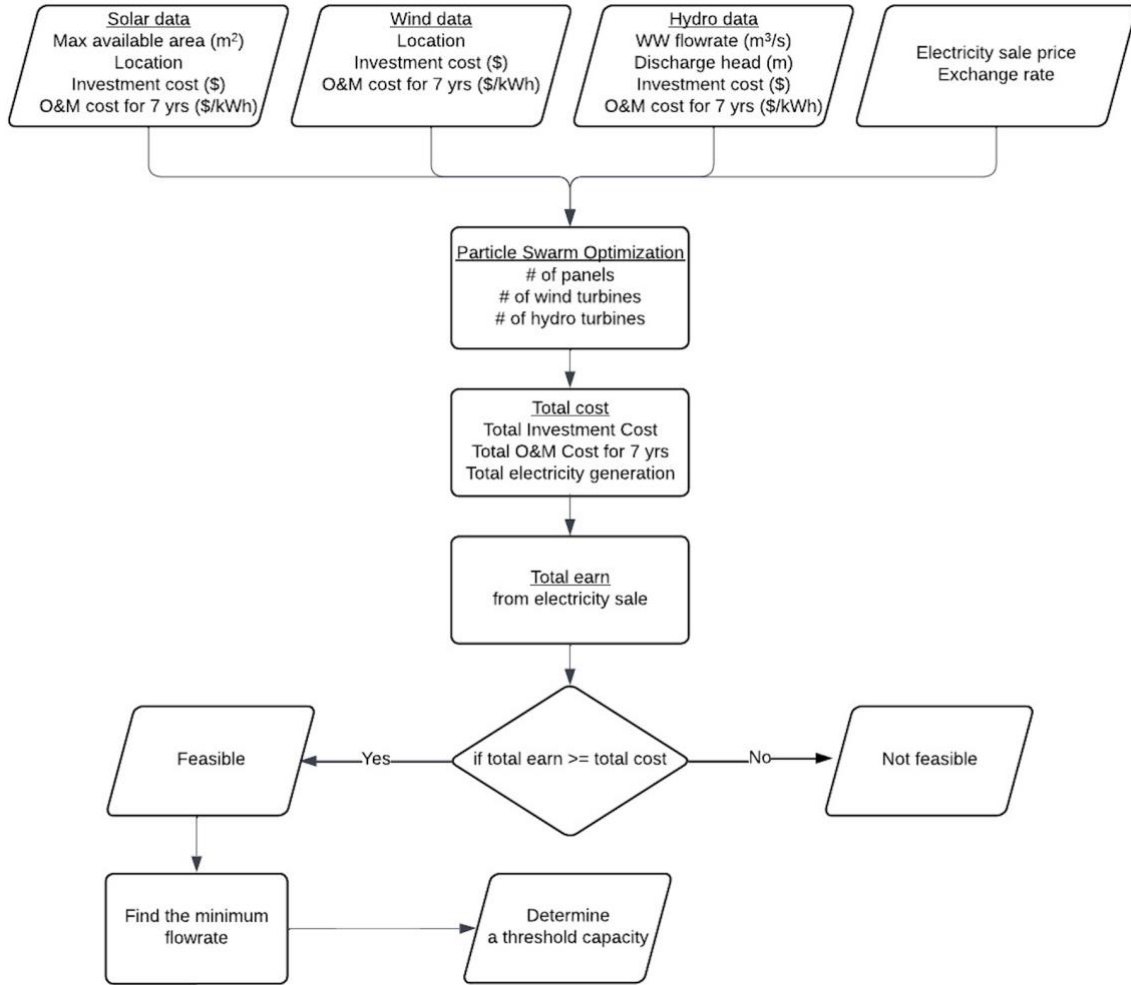 Solar data
Max available area (m²)
Location
Investment cost ($)
O&M cost for 7 yrs ($/kWh)
Wind data
Location
Investment cost ($)
O&M cost for 7 yrs ($/kWh)
Hydro data
WW flowrate (m³/s)
Discharge head (m)
Investment cost ($)
O&M cost for 7 yrs ($/kWh)
Electricity sale price
Exchange rate
Particle Swarm Optimization
# of panels
# of wind turbines
# of hydro turbines
Total cost
Total Investment Cost
Total O&M Cost for 7 yrs
Total electricity generation
Total earn
from electricity sale
if total earn >= total cost
Yes
No
Feasible
Not feasible
Find the minimum
flowrate
Determine
a threshold capacity